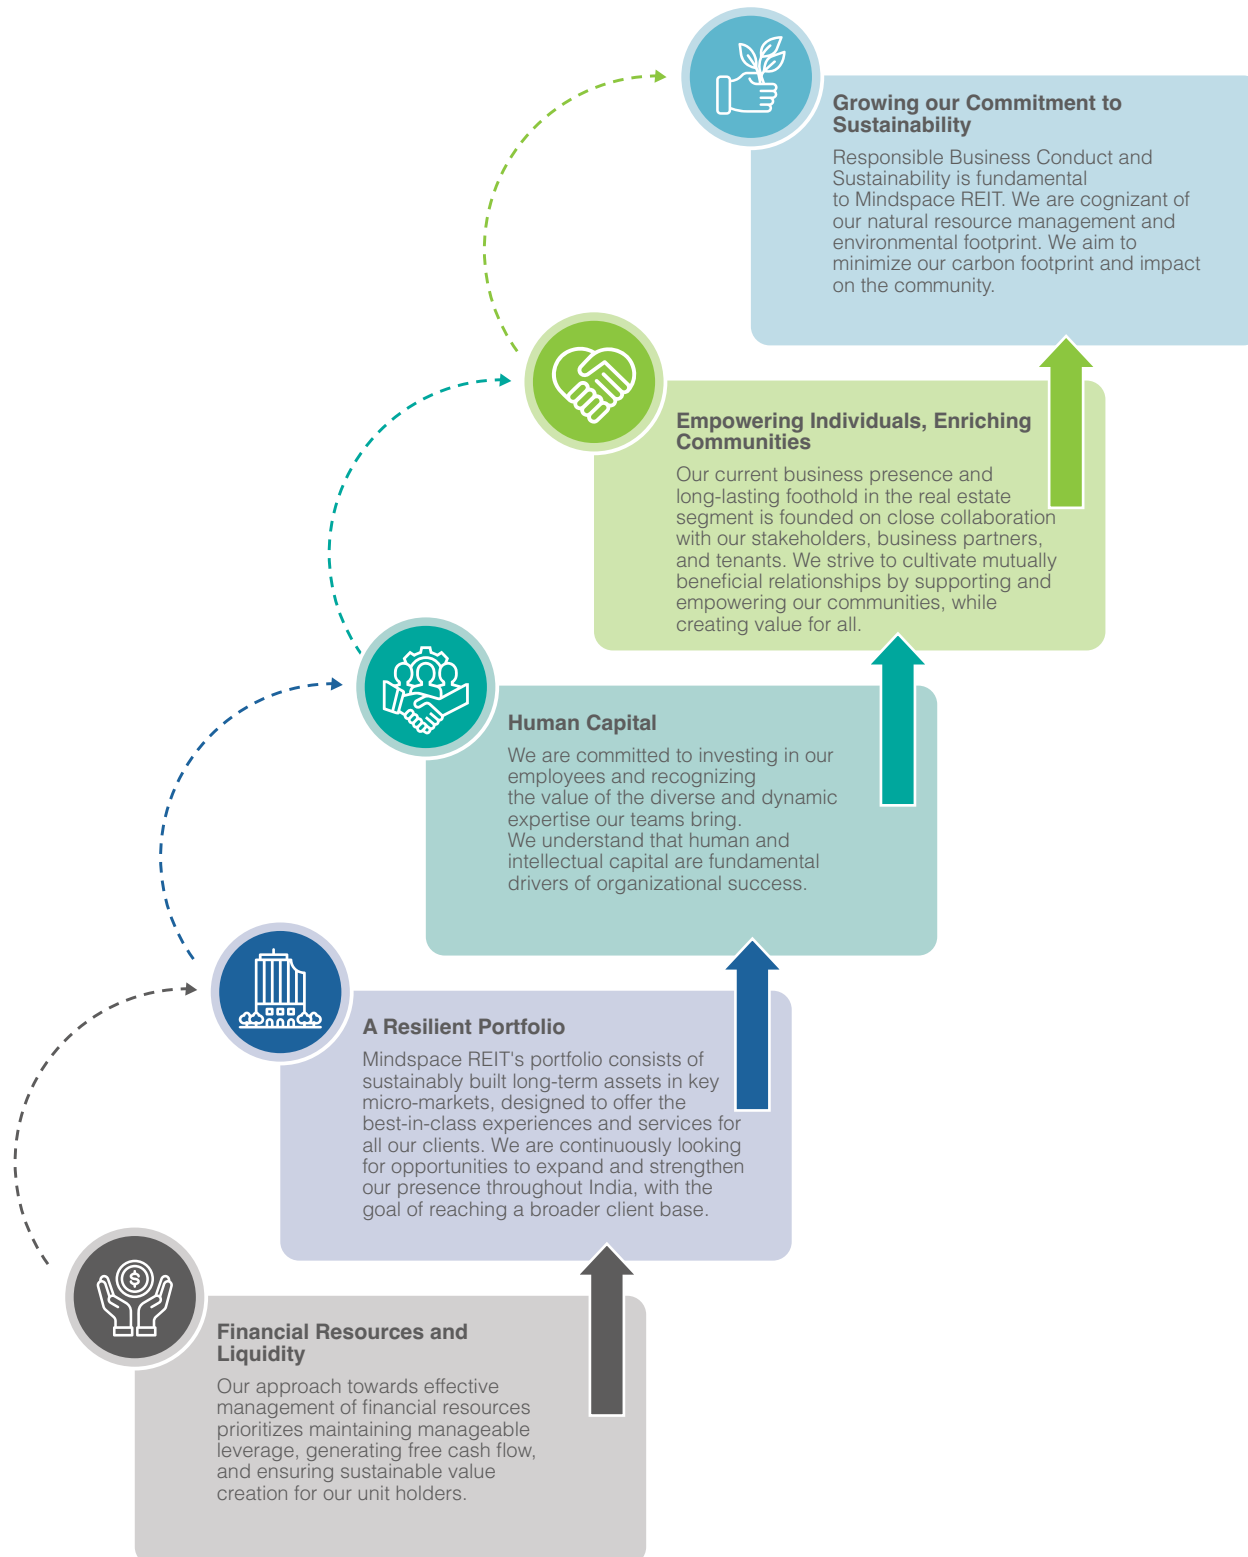 Growing our Commitment to
Sustainability
Responsible Business Conduct and
Sustainability is fundamental
to Mindspace REIT. We are cognizant of
our natural resource management and
environmental footprint. We aim to
minimize our carbon footprint and impact
on the community.
Empowering Individuals, Enriching
Communities
Our current business presence and
long-lasting foothold in the real estate
segment is founded on close collaboration
with our stakeholders, business partners,
and tenants. We strive to cultivate mutually
beneficial relationships by supporting and
empowering our communities, while
creating value for all.
Human Capital
We are committed to investing in our
employees and recognizing
the value of the diverse and dynamic
expertise our teams bring.
We understand that human and
intellectual capital are fundamental
drivers of organizational success.
A Resilient Portfolio
Mindspace REIT's portfolio consists of
sustainably built long-term assets in key
micro-markets, designed to offer the
best-in-class experiences and services for
all our clients. We are continuously looking
for opportunities to expand and strengthen
our presence throughout India, with the
goal of reaching a broader client base.
$
Financial Resources and
Liquidity
Our approach towards effective
management of financial resources
prioritizes maintaining manageable
leverage, generating free cash flow,
and ensuring sustainable value
creation for our unit holders.